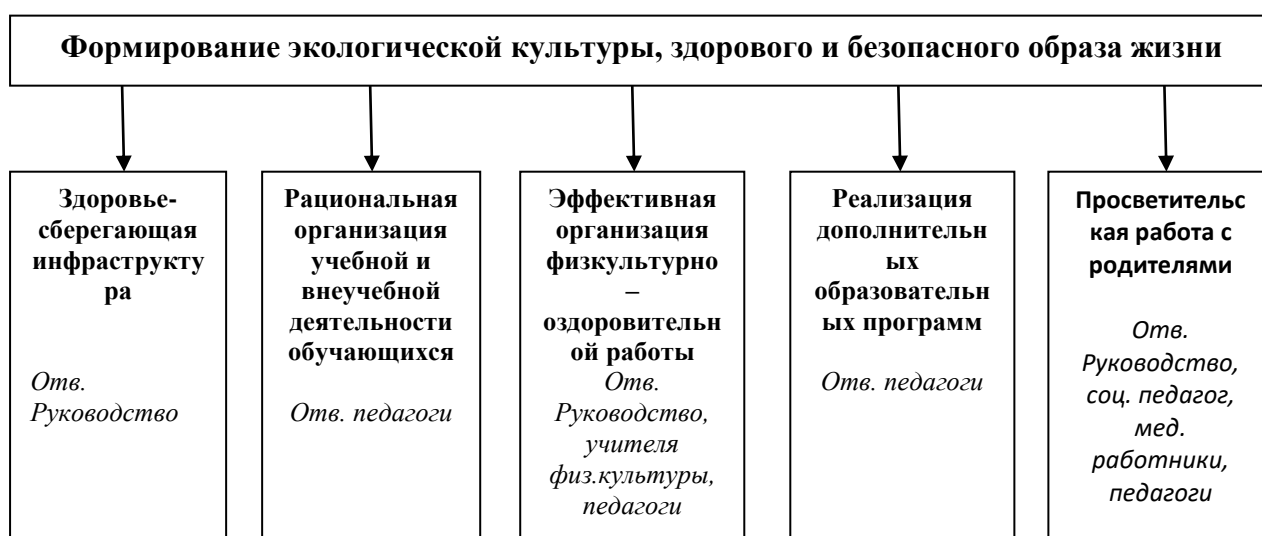 Формирование экологической культуры, здорового и безопасного образа жизни
Здоровье-
сберегающая
инфраструкту
ра
Отв.
Руководство
Рациональная
организация
учебной и
внеучебной
деятельности
обучающихся
Отв. педагоги
Эффективная
организация
физкультурно
–
оздоровительн
ой работы
Отв.
Руководство,
учителя
физ.культуры,
педагоги
Реализация
дополнительн
ых
образовательн
ых программ
Отв. педагоги
Просветительс
кая работа с
родителями
Отв.
Руководство,
соц. педагог,
мед.
работники,
педагоги